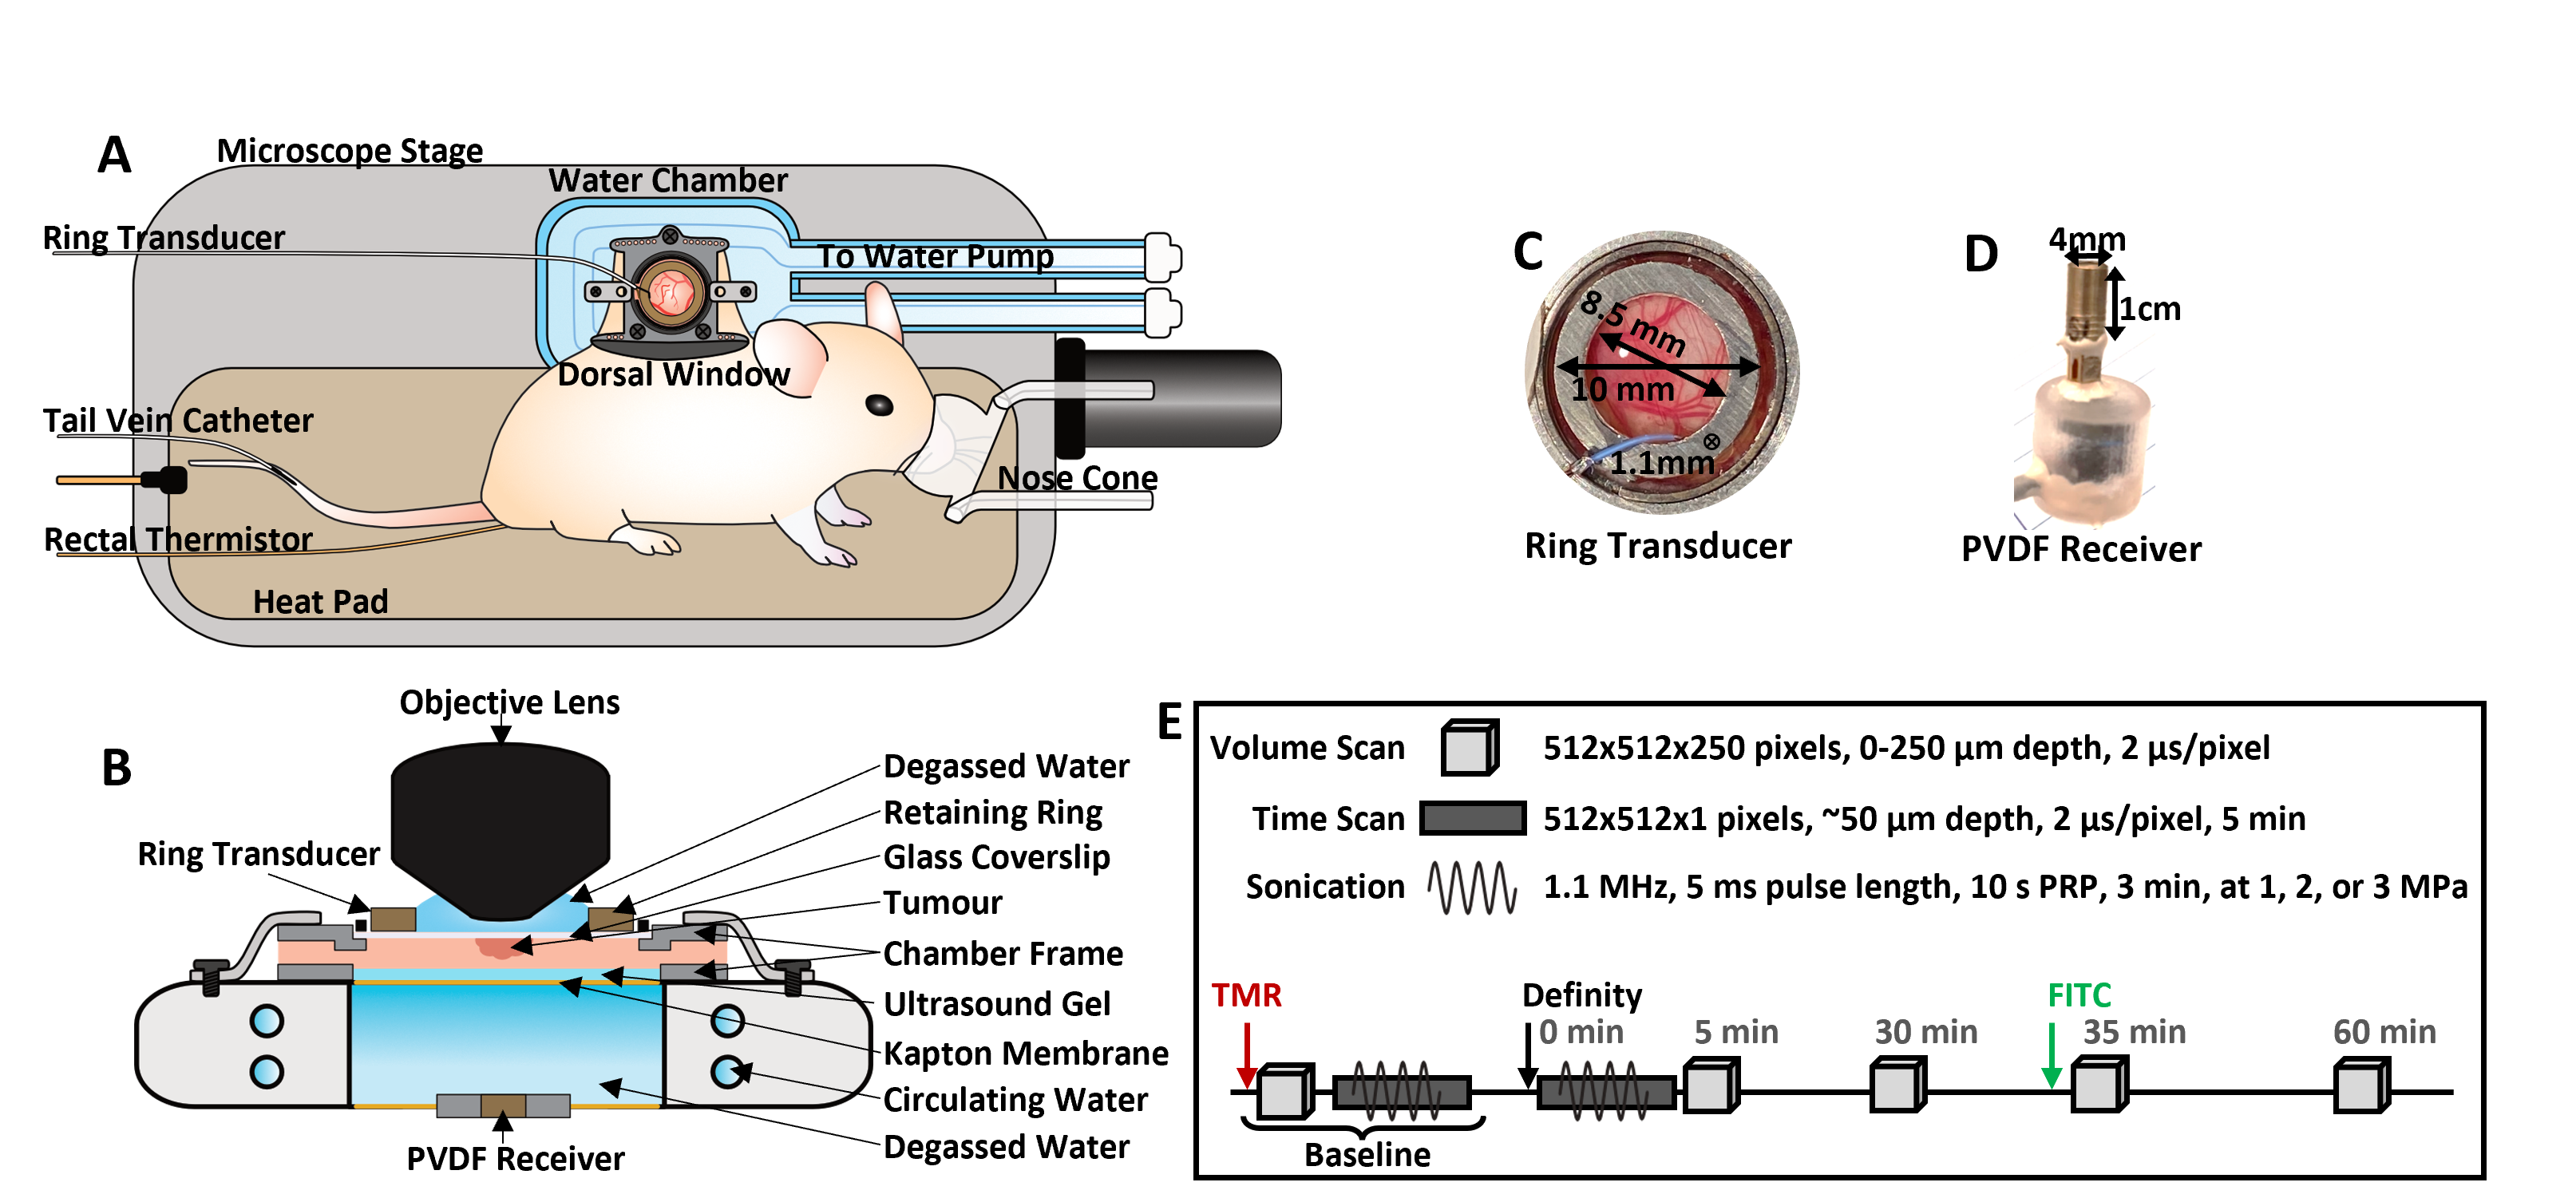 A
Microscope Stage
Water Chamber
Ring Transducer
To Water Pump
Dorsal Window
Tail Vein Catheter
Nose Cone
Rectal Thermistor
Heat Pad
B
Objective Lens
Ring Transducer
Degassed Water
Retaining Ring
Glass Coverslip
Tumour
Chamber Frame
Ultrasound Gel
Kapton Membrane
Circulating Water
Degassed Water
PVDF Receiver
C
8.5 mm
10 mm
1.1mm
Ring Transducer
D
4mm
1cm
PVDF Receiver
E
Volume Scan 512x512x250 pixels, 0-250 µm depth, 2 µs/pixel
Time Scan 512x512x1 pixels, ~50 µm depth, 2 µs/pixel, 5 min
Sonication 1.1 MHz, 5 ms pulse length, 10 s PRP, 3 min, at 1, 2, or 3 MPa
TMR Definity FITC
0 min 5 min 30 min 35 min 60 min
Baseline